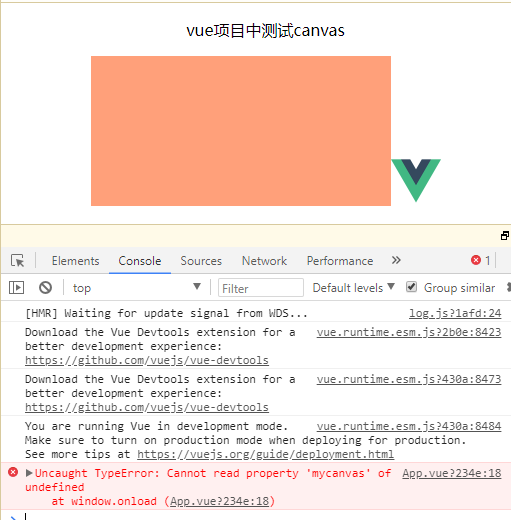 vue项目中测试canvas
Elements Console Sources Network Performance » 1
top Filter Default levels Group similar
[HMR] Waiting for update signal from WDS... log.js?1afd:24
Download the Vue Devtools extension for a vue.runtime.esm.js?2b0e:8423
better development experience:
https://github.com/vuejs/vue-devtools
Download the Vue Devtools extension for a vue.runtime.esm.js?430a:8473
better development experience:
https://github.com/vuejs/vue-devtools
You are running Vue in development mode. vue.runtime.esm.js?430a:8484
Make sure to turn on production mode when deploying for production.
See more tips at https://vuejs.org/guide/deployment.html
Uncaught TypeError: Cannot read property 'mycanvas' of App.vue?234e:18
undefined
at window.onload (App.vue?234e:18)